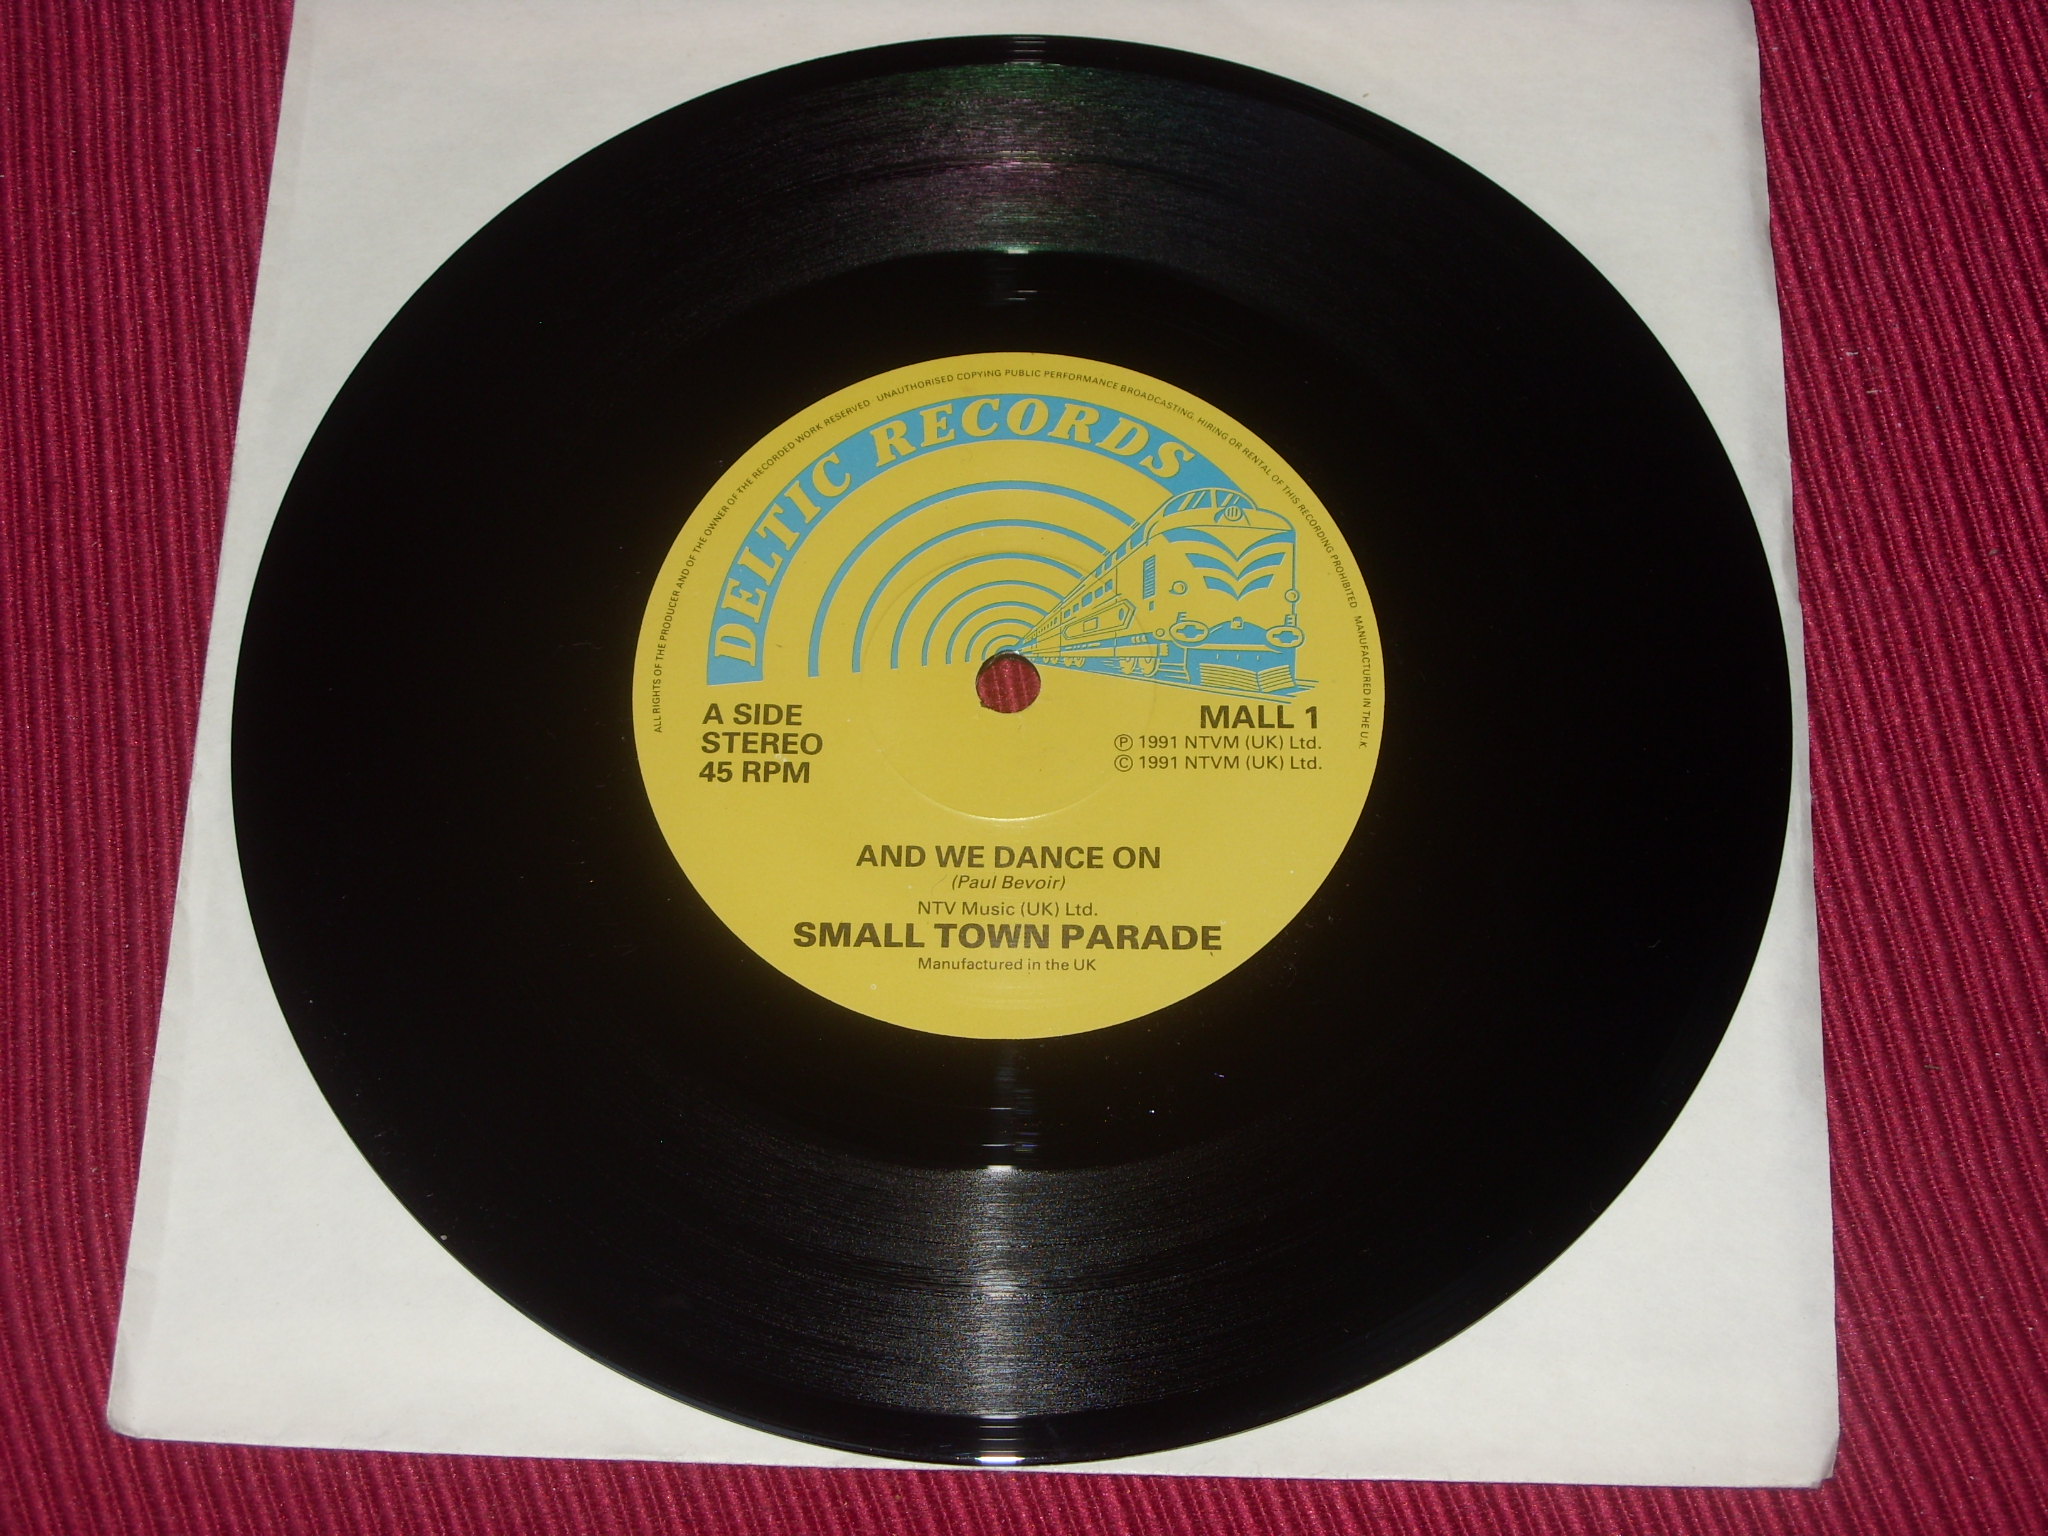 ALL RIGHTS OF THE PRODUCER AND OF THE OWNER OF THE RECORDED WORK RESERVED. UNAUTHORISED COPYING PUBLIC PERFORMANCE BROADCASTING. HIRING OR RENTAL OF THIS RECORDING PROHIBITED MANUFACTURED IN THE U.K.
DELTIC RECORDS
A SIDE
STEREO
45 RPM
MALL 1
Ⓟ 1991 NTVM (UK) Ltd.
© 1991 NTVM (UK) Ltd.
AND WE DANCE ON
(Paul Bevoir)
NTV Music (UK) Ltd.
SMALL TOWN PARADE
Manufactured in the UK